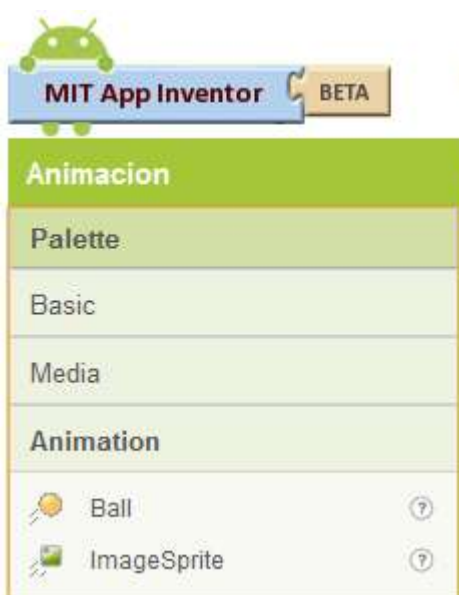 MIT App Inventor BETA
Animacion
Palette
Basic
Media
Animation
Ball ?
ImageSprite ?